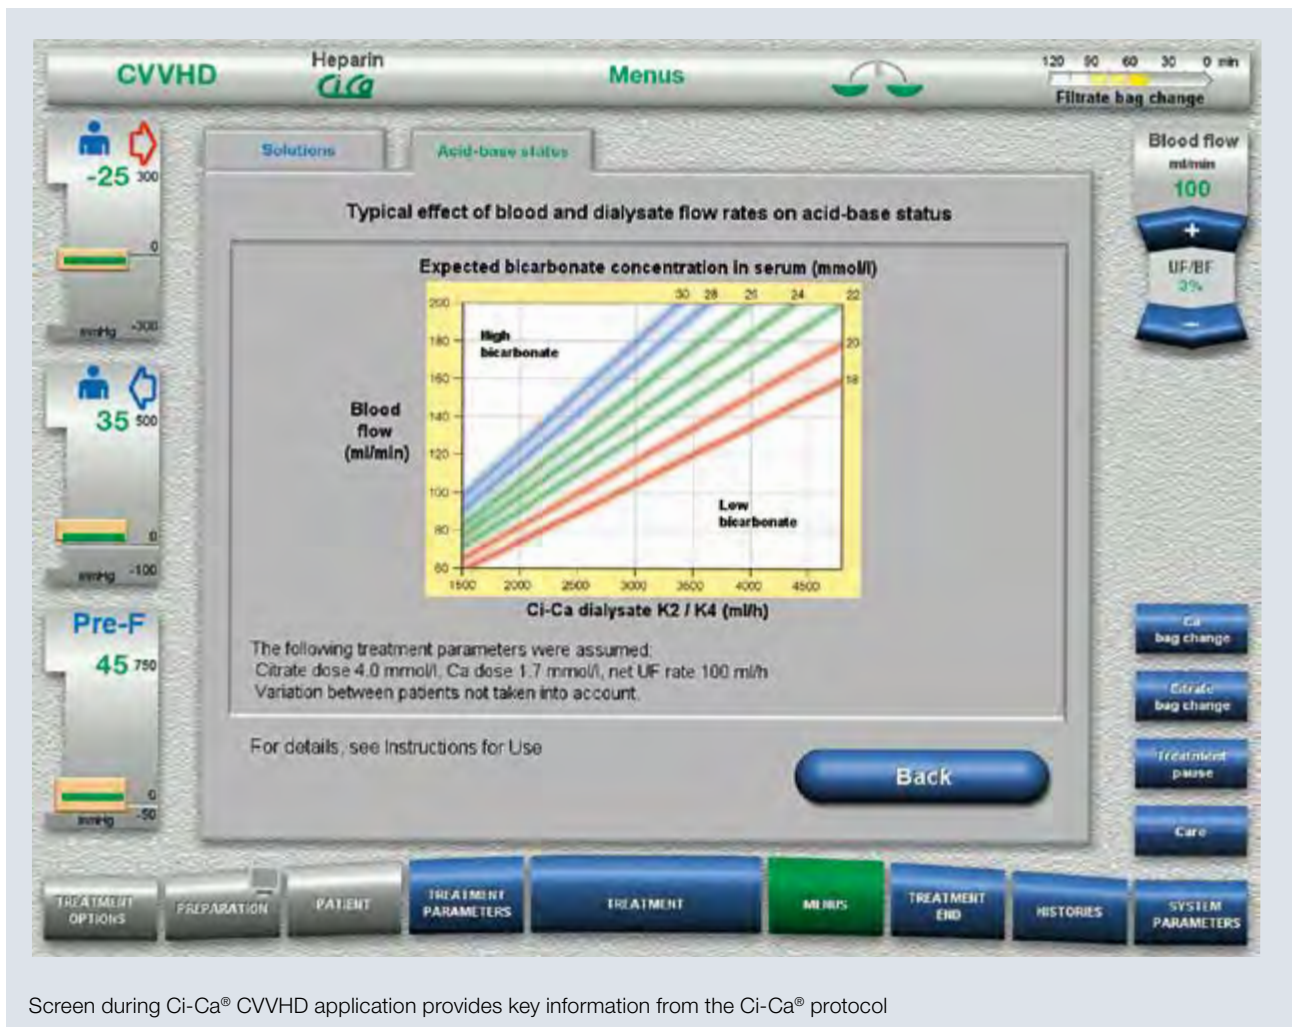 CVVHD
Heparin
CiCa
Menus
120 90 60 30 0 min
Filtrate bag change
-25
300
0
mmHg -300
35
500
0
mmHg -100
Pre-F
45
750
0
mmHg -50
Solutions
Acid-base status
Typical effect of blood and dialysate flow rates on acid-base status
Expected bicarbonate concentration in serum (mmol/l)
30 28 26 24 22
20
18
High
bicarbonate
Low
bicarbonate
Blood
flow
(ml/min)
200
180
160
140
120
100
80
60
1500 2000 2500 3000 3500 4000 4500
Ci-Ca dialysate K2 / K4 (ml/h)
The following treatment parameters were assumed:
Citrate dose 4.0 mmol/l, Ca dose 1.7 mmol/l, net UF rate 100 ml/h
Variation between patients not taken into account.
For details, see Instructions for Use
Back
Blood flow
ml/min
100
+
UF/BF
3%
-
Ca
bag change
Citrate
bag change
Treatment
pause
Care
TREATMENT
OPTIONS
PREPARATION
PATIENT
TREATMENT
PARAMETERS
TREATMENT
MENUS
TREATMENT
END
HISTORIES
SYSTEM
PARAMETERS
Screen during Ci-Ca® CVVHD application provides key information from the Ci-Ca® protocol